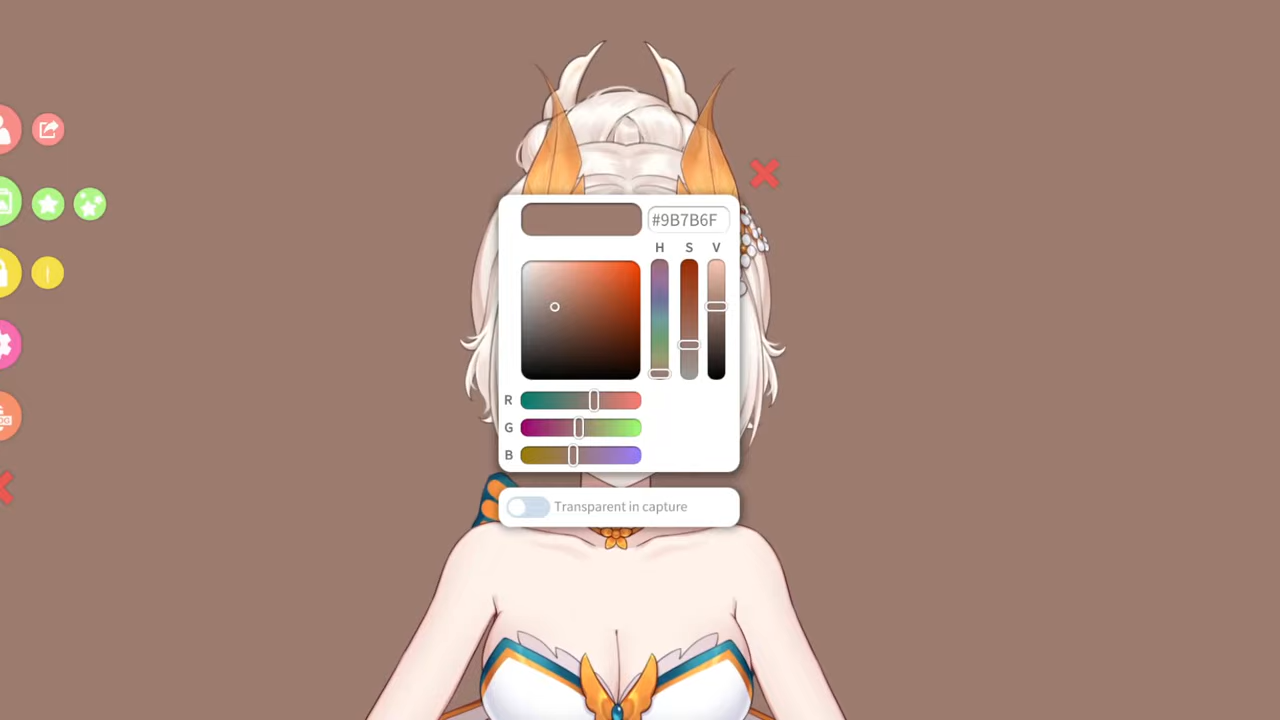 #9B7B6F
H S V
R
G
B
Transparent in capture